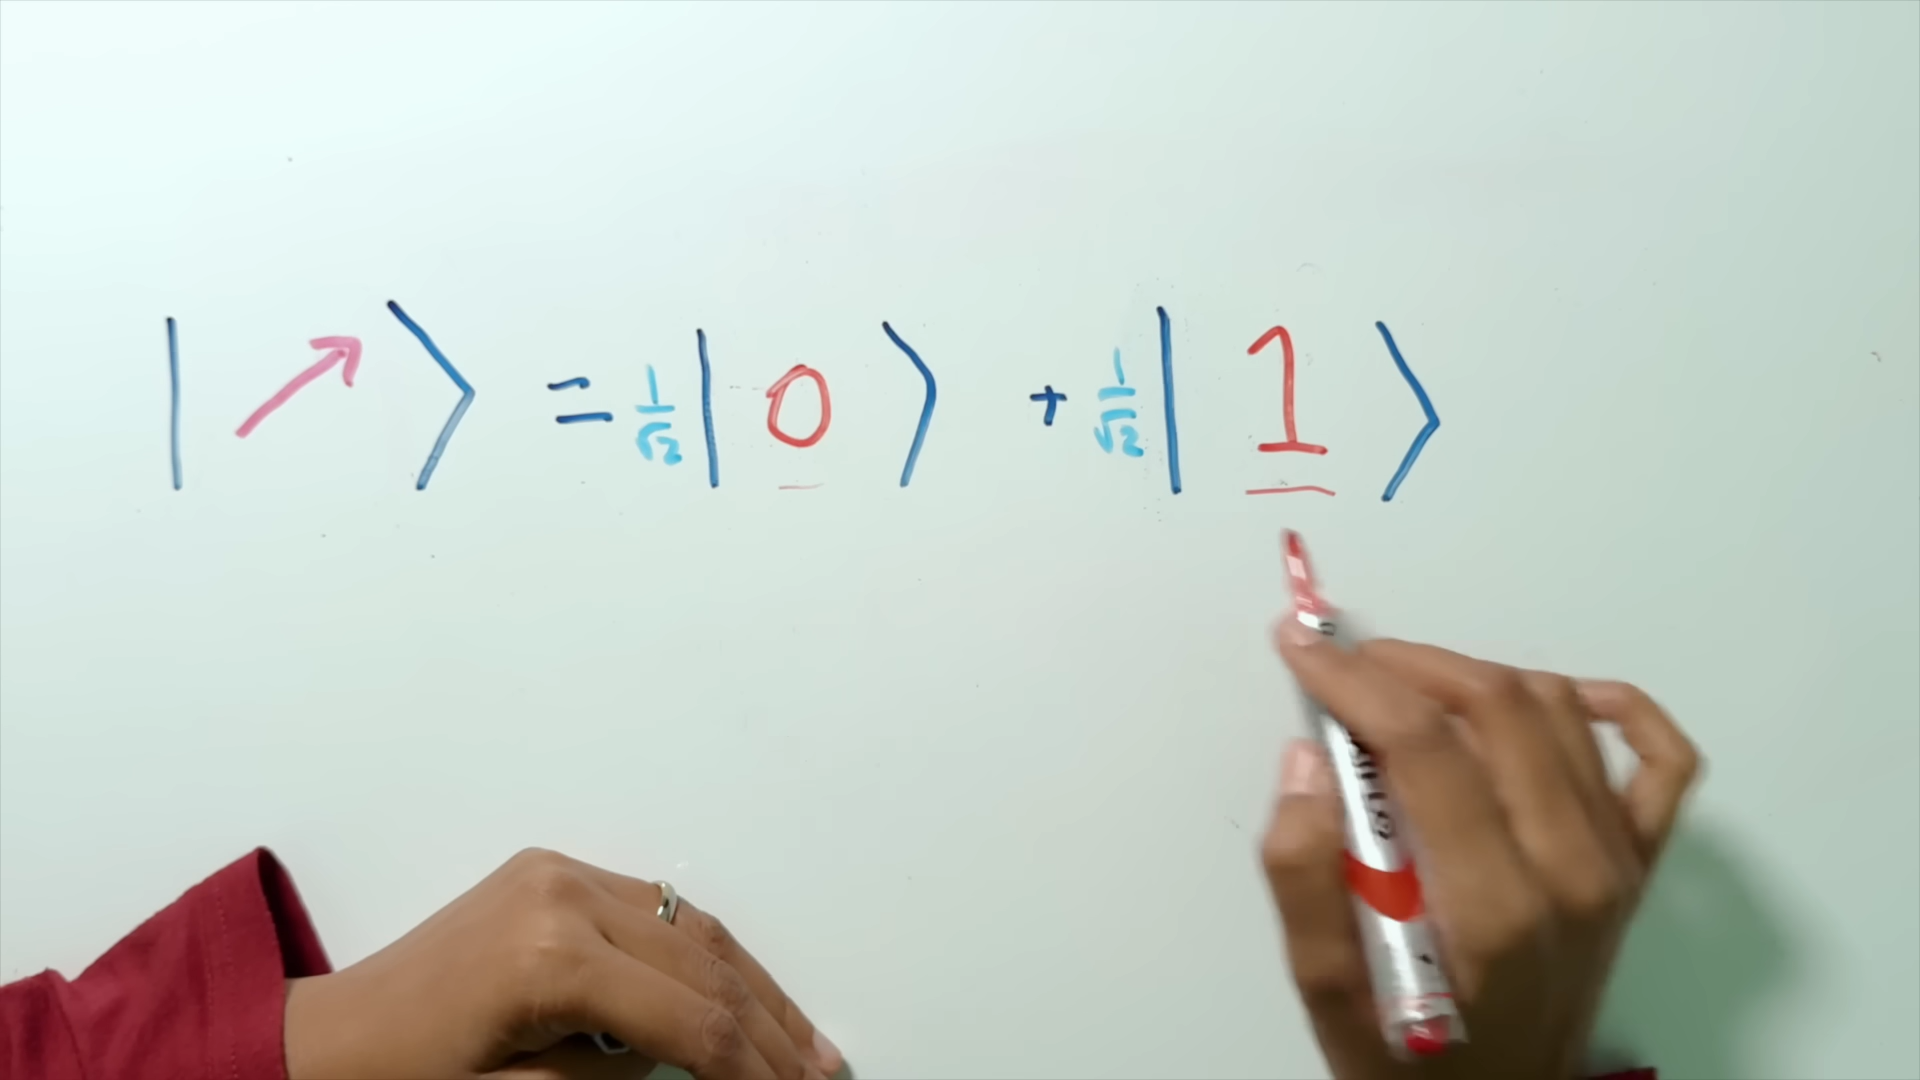 |↗⟩ = 1/√2 |0⟩ + 1/√2 |1⟩